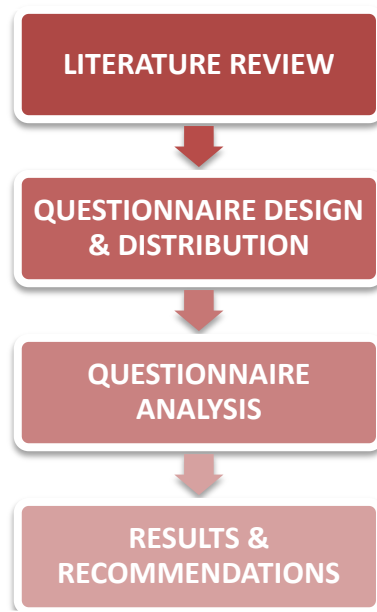 LITERATURE REVIEW
QUESTIONNAIRE DESIGN
& DISTRIBUTION
QUESTIONNAIRE
ANALYSIS
RESULTS &
RECOMMENDATIONS